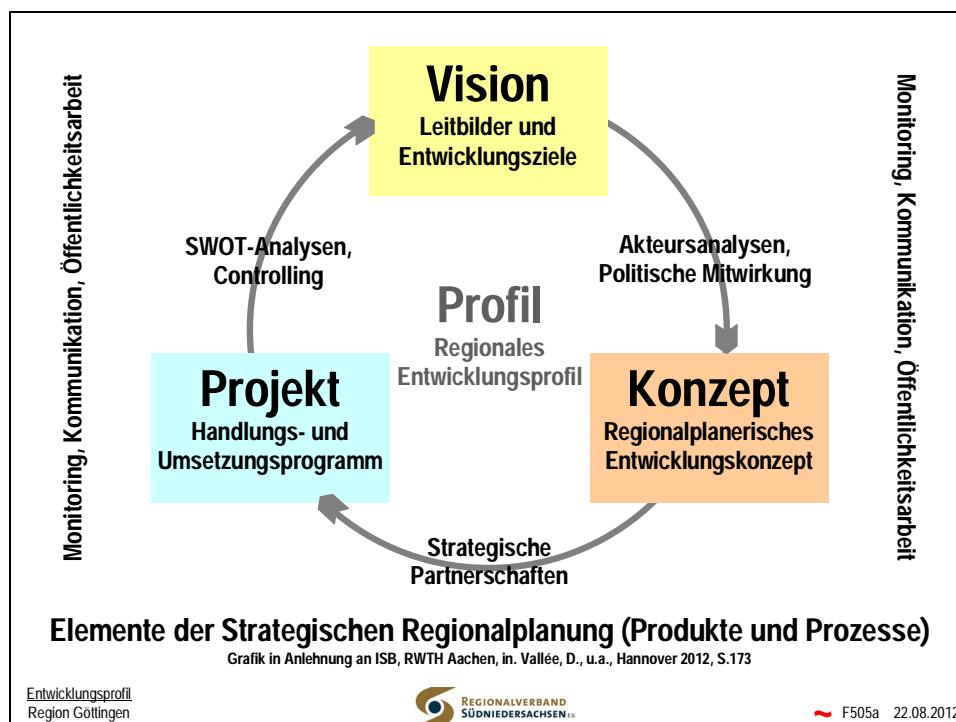 Vision
Leitbilder und
Entwicklungsziele
Monitoring, Kommunikation, Öffentlichkeitsarbeit
Monitoring, Kommunikation, Öffentlichkeitsarbeit
SWOT-Analysen,
Controlling
Akteursanalysen,
Politische Mitwirkung
Profil
Regionales
Entwicklungsprofil
Projekt
Handlungs- und
Umsetzungsprogramm
Konzept
Regionalplanerisches
Entwicklungskonzept
Strategische
Partnerschaften
Elemente der Strategischen Regionalplanung (Produkte und Prozesse)
Grafik in Anlehnung an ISB, RWTH Aachen, in. Vallée, D., u.a., Hannover 2012, S.173
Entwicklungsprofil
Region Göttingen
REGIONALVERBAND
SÜDNIEDERSACHSEN E.V.
F505a 22.08.2012